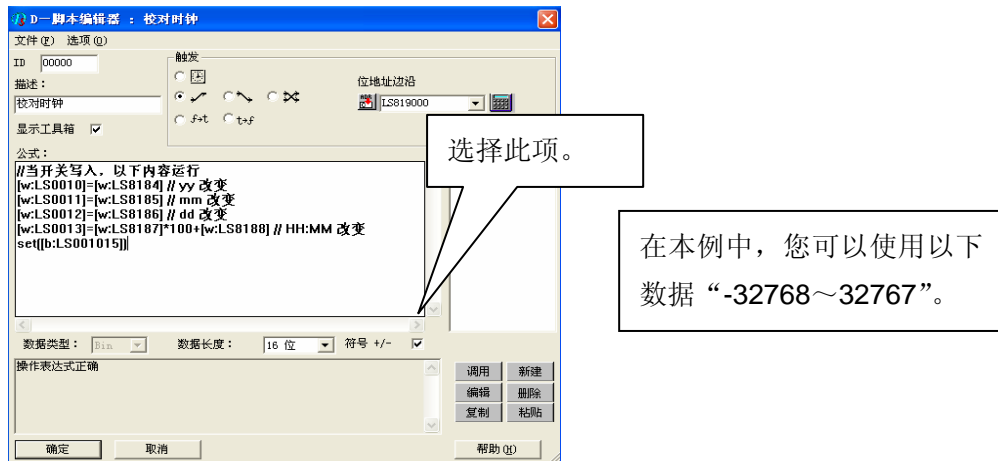 D-脚本编辑器 : 校对时钟
文件(F) 选项(O)
ID 00000
描述:
校对时钟
显示工具箱
触发
f→t t→f
位地址边沿
LS819000
公式:
//当开关写入，以下内容运行
[w:LS0010]=[w:LS8184] // yy 改变
[w:LS0011]=[w:LS8185] // mm 改变
[w:LS0012]=[w:LS8186] // dd 改变
[w:LS0013]=[w:LS8187]*100+[w:LS8188] // HH:MM 改变
set([b:LS001015])
选择此项。
在本例中，您可以使用以下
数据“-32768～32767”。
数据类型: Bin 数据长度: 16 位 符号 +/-
操作表达式正确
调用 新建
编辑 删除
复制 粘贴
确定 取消 帮助(H)